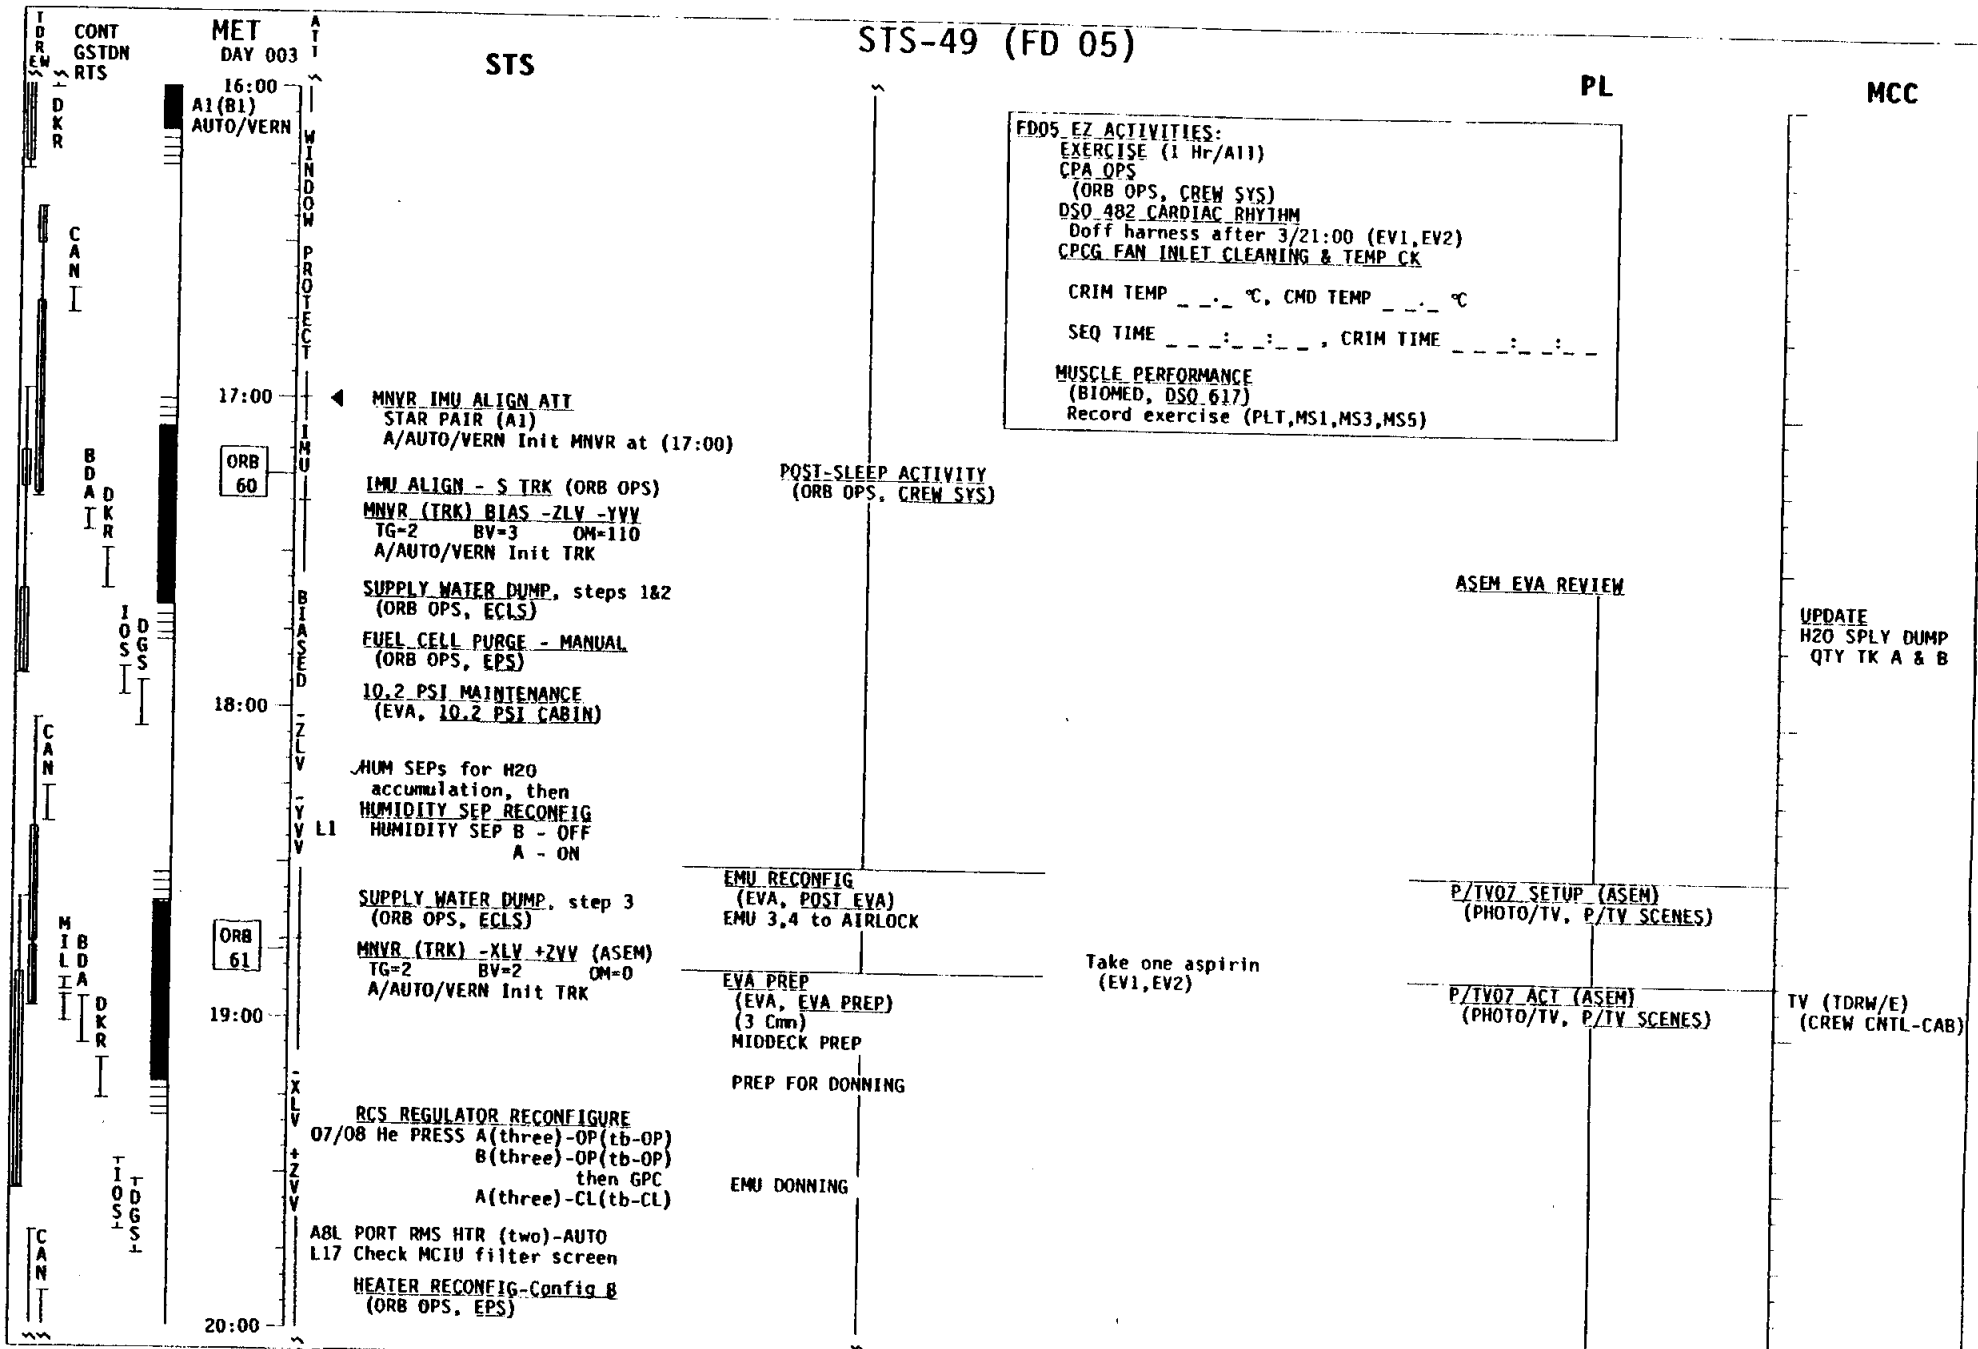 STS-49 (FD 05)
TDRE W
CONT
GSTDN
RTS
MET
DAY 003
ATT
STS
PL
MCC
16:00
A1(B1)
AUTO/VERN
DKR
WINDOW PROTECT
CAN
FD05 EZ ACTIVITIES:
EXERCISE (1 Hr/All)
CPA OPS
(ORB OPS, CREW SYS)
DSO 482 CARDIAC RHYTHM
Doff harness after 3/21:00 (EV1,EV2)
CPCG FAN INLET CLEANING & TEMP CK
CRIM TEMP _ _._ °C, CMD TEMP _ _._ °C
SEQ TIME _ _ _:_ _:_ _ , CRIM TIME _ _ _:_ _:_ _
MUSCLE PERFORMANCE
(BIOMED, DSO 617)
Record exercise (PLT,MS1,MS3,MS5)
17:00
IMU
MNVR IMU ALIGN ATT
STAR PAIR (A1)
A/AUTO/VERN Init MNVR at (17:00)
BDA
DKR
ORB
60
IMU ALIGN - S TRK (ORB OPS)
MNVR (TRK) BIAS -ZLV -YVV
TG=2 BV=3 OM=110
A/AUTO/VERN Init TRK
POST-SLEEP ACTIVITY
(ORB OPS, CREW SYS)
IOS
DGS
BIASED -ZLV -YVV
SUPPLY WATER DUMP, steps 1&2
(ORB OPS, ECLS)
FUEL CELL PURGE - MANUAL
(ORB OPS, EPS)
ASEM EVA REVIEW
UPDATE
H2O SPLY DUMP
QTY TK A & B
18:00
10.2 PSI MAINTENANCE
(EVA, 10.2 PSI CABIN)
CAN
✓HUM SEPs for H2O
accumulation, then
HUMIDITY SEP RECONFIG
L1 HUMIDITY SEP B - OFF
A - ON
MIL
BDA
DKR
ORB
61
SUPPLY WATER DUMP, step 3
(ORB OPS, ECLS)
MNVR (TRK) -XLV +ZVV (ASEM)
TG=2 BV=2 OM=0
A/AUTO/VERN Init TRK
EMU RECONFIG
(EVA, POST EVA)
EMU 3,4 to AIRLOCK
P/TV07 SETUP (ASEM)
(PHOTO/TV, P/TV SCENES)
Take one aspirin
(EV1,EV2)
19:00
EVA PREP
(EVA, EVA PREP)
(3 Cmn)
MIDDECK PREP
PREP FOR DONNING
EMU DONNING
P/TV07 ACT (ASEM)
(PHOTO/TV, P/TV SCENES)
TV (TDRW/E)
(CREW CNTL-CAB)
-XLV +ZVV
RCS REGULATOR RECONFIGURE
07/08 He PRESS A(three)-OP(tb-OP)
B(three)-OP(tb-OP)
then GPC
A(three)-CL(tb-CL)
IOS
DGS
CAN
A8L PORT RMS HTR (two)-AUTO
L17 Check MCIU filter screen
HEATER RECONFIG-Config B
(ORB OPS, EPS)
20:00